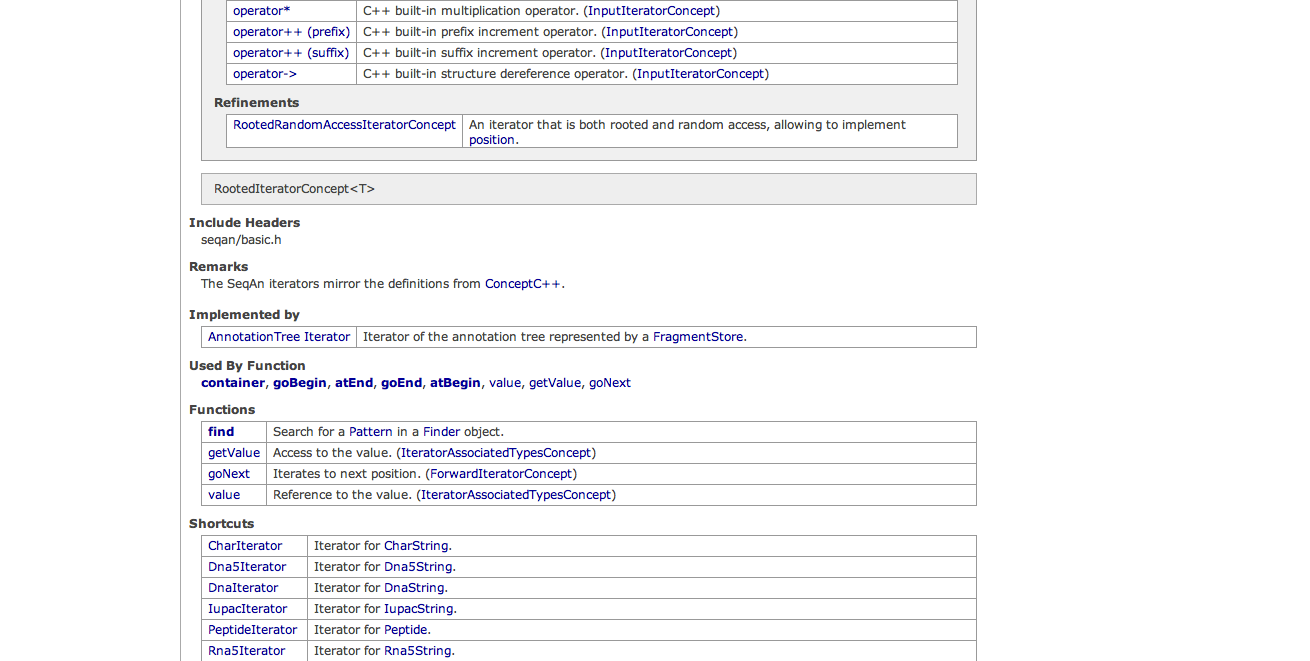 operator* C++ built-in multiplication operator. (InputIteratorConcept)
operator++ (prefix) C++ built-in prefix increment operator. (InputIteratorConcept)
operator++ (suffix) C++ built-in suffix increment operator. (InputIteratorConcept)
operator-> C++ built-in structure dereference operator. (InputIteratorConcept)
Refinements
RootedRandomAccessIteratorConcept An iterator that is both rooted and random access, allowing to implement
position.
RootedIteratorConcept<T>
Include Headers
seqan/basic.h
Remarks
The SeqAn iterators mirror the definitions from ConceptC++.
Implemented by
AnnotationTree Iterator Iterator of the annotation tree represented by a FragmentStore.
Used By Function
container, goBegin, atEnd, goEnd, atBegin, value, getValue, goNext
Functions
find Search for a Pattern in a Finder object.
getValue Access to the value. (IteratorAssociatedTypesConcept)
goNext Iterates to next position. (ForwardIteratorConcept)
value Reference to the value. (IteratorAssociatedTypesConcept)
Shortcuts
CharIterator Iterator for CharString.
Dna5Iterator Iterator for Dna5String.
DnaIterator Iterator for DnaString.
IupacIterator Iterator for IupacString.
PeptideIterator Iterator for Peptide.
Rna5Iterator Iterator for Rna5String.